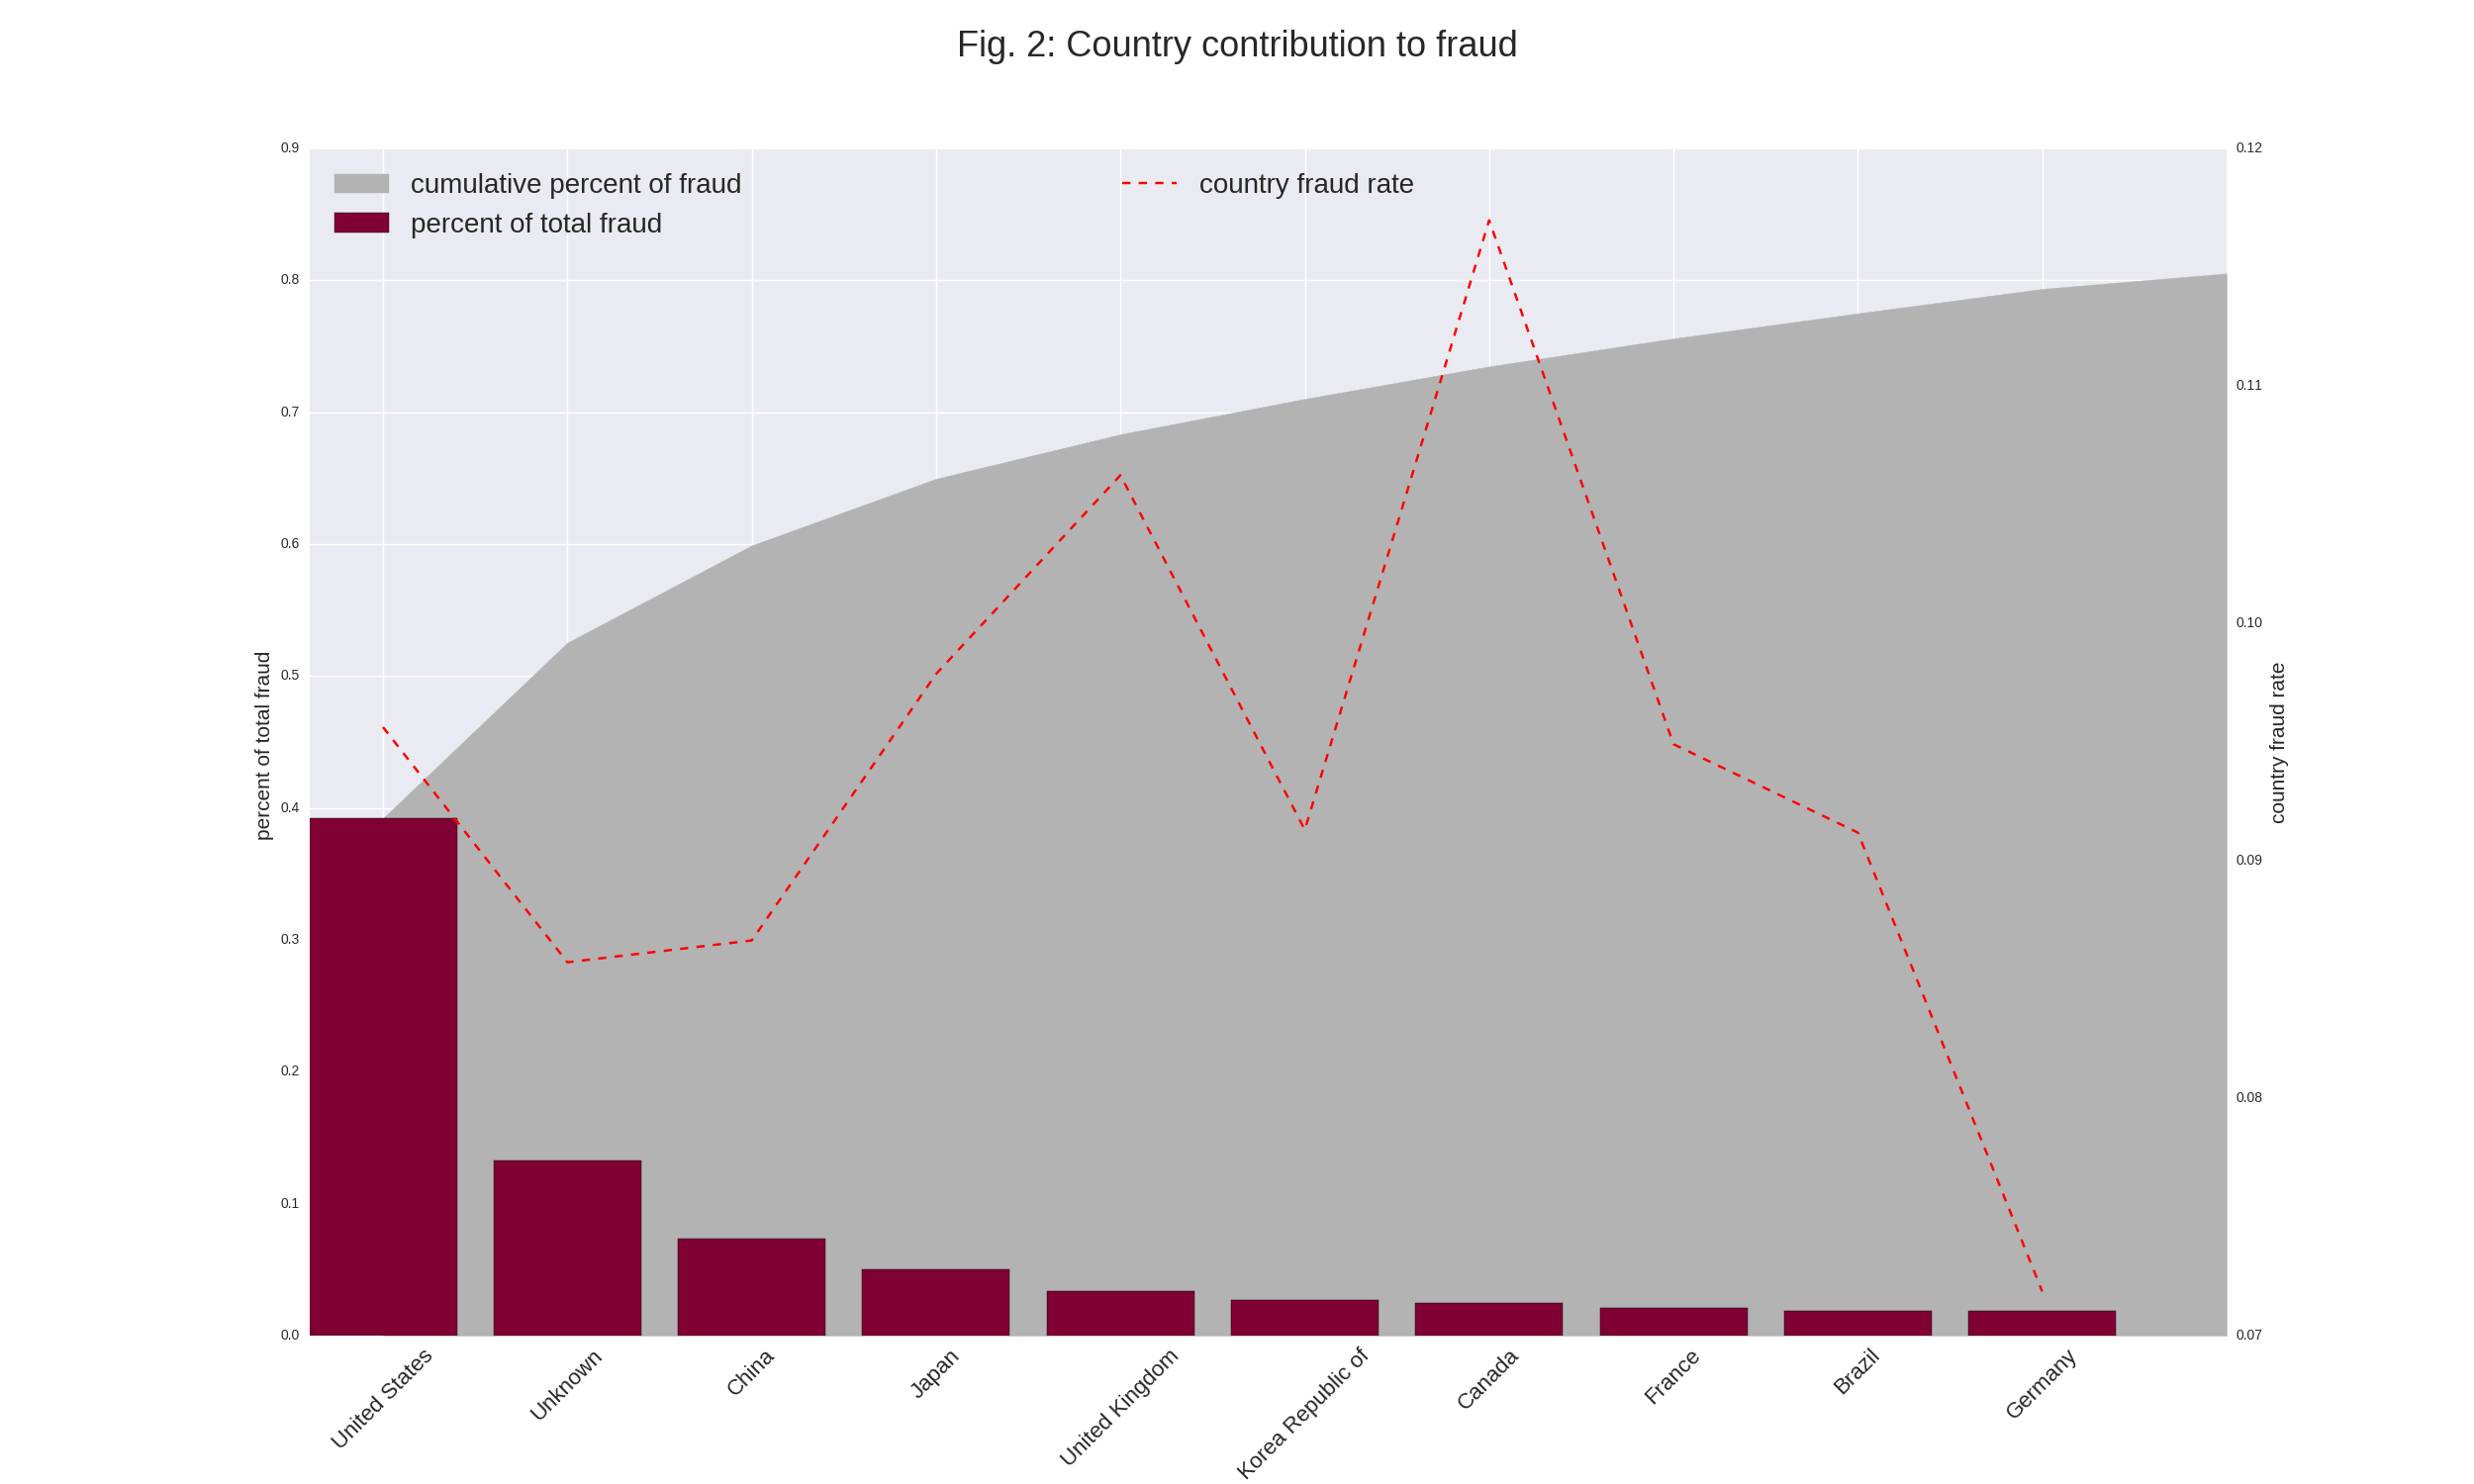 Fig. 2: Country contribution to fraud
cumulative percent of fraud
percent of total fraud
country fraud rate
percent of total fraud
0.9
0.8
0.7
0.6
0.5
0.4
0.3
0.2
0.1
0.0
0.12
0.11
0.10
0.09
0.08
0.07
country fraud rate
United States
Unknown
China
Japan
United Kingdom
Korea Republic of
Canada
France
Brazil
Germany